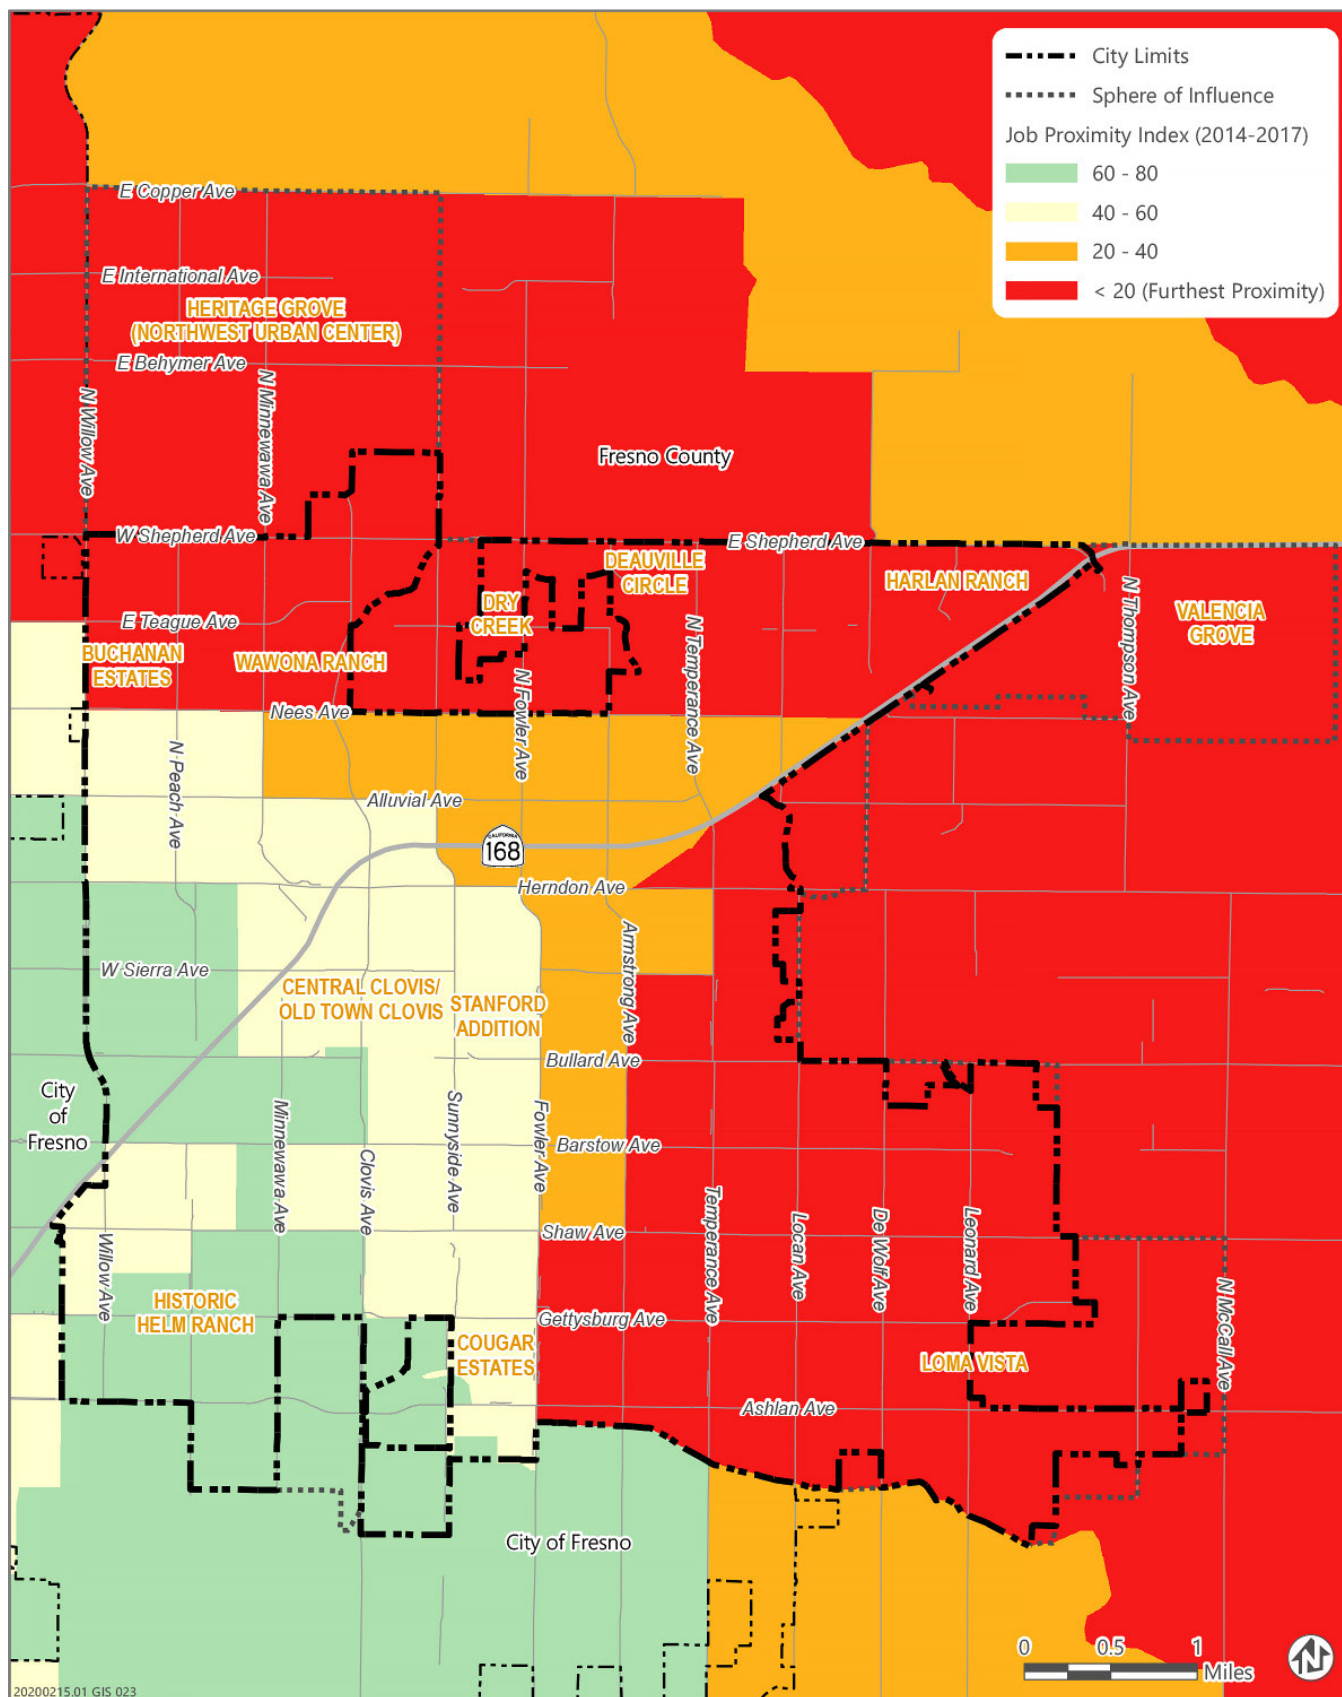 City Limits
Sphere of Influence
Job Proximity Index (2014-2017)
60 - 80
40 - 60
20 - 40
< 20 (Furthest Proximity)
E Copper Ave
E International Ave
HERITAGE GROVE
(NORTHWEST URBAN CENTER)
E Behymer Ave
N Willow Ave
N Minnewawa Ave
Fresno County
W Shepherd Ave
E Shepherd Ave
DEAUVILLE
CIRCLE
HARLAN RANCH
DRY
CREEK
N Thompson Ave
VALENCIA
GROVE
E Teague Ave
BUCHANAN
ESTATES
WAWONA RANCH
N Temperance Ave
N Fowler Ave
Nees Ave
N Peach Ave
Alluvial Ave
CALIFORNIA
168
Herndon Ave
Armstrong Ave
W Sierra Ave
CENTRAL CLOVIS/
OLD TOWN CLOVIS
STANFORD
ADDITION
Bullard Ave
City
of
Fresno
Minnewawa Ave
Clovis Ave
Sunnyside Ave
Fowler Ave
Barstow Ave
Temperance Ave
Locan Ave
De Wolf Ave
Leonard Ave
Shaw Ave
Willow Ave
HISTORIC
HELM RANCH
Gettysburg Ave
N McCall Ave
COUGAR
ESTATES
LOMA VISTA
Ashlan Ave
City of Fresno
0 0.5 1
Miles
N
20200215.01 GIS 023